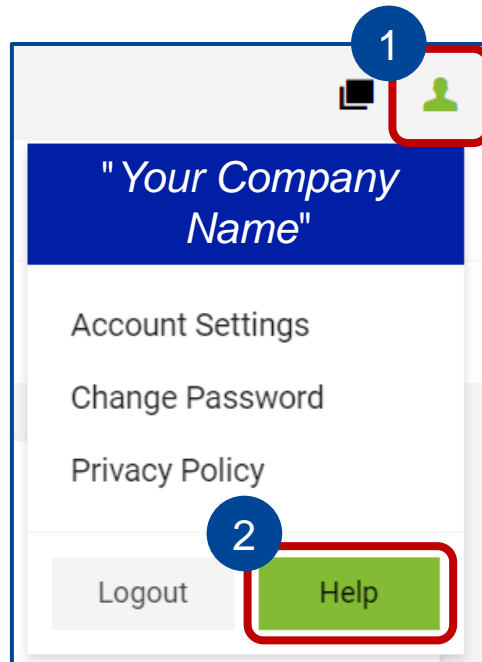 1
"Your Company
Name"
Account Settings
Change Password
Privacy Policy
2
Logout Help